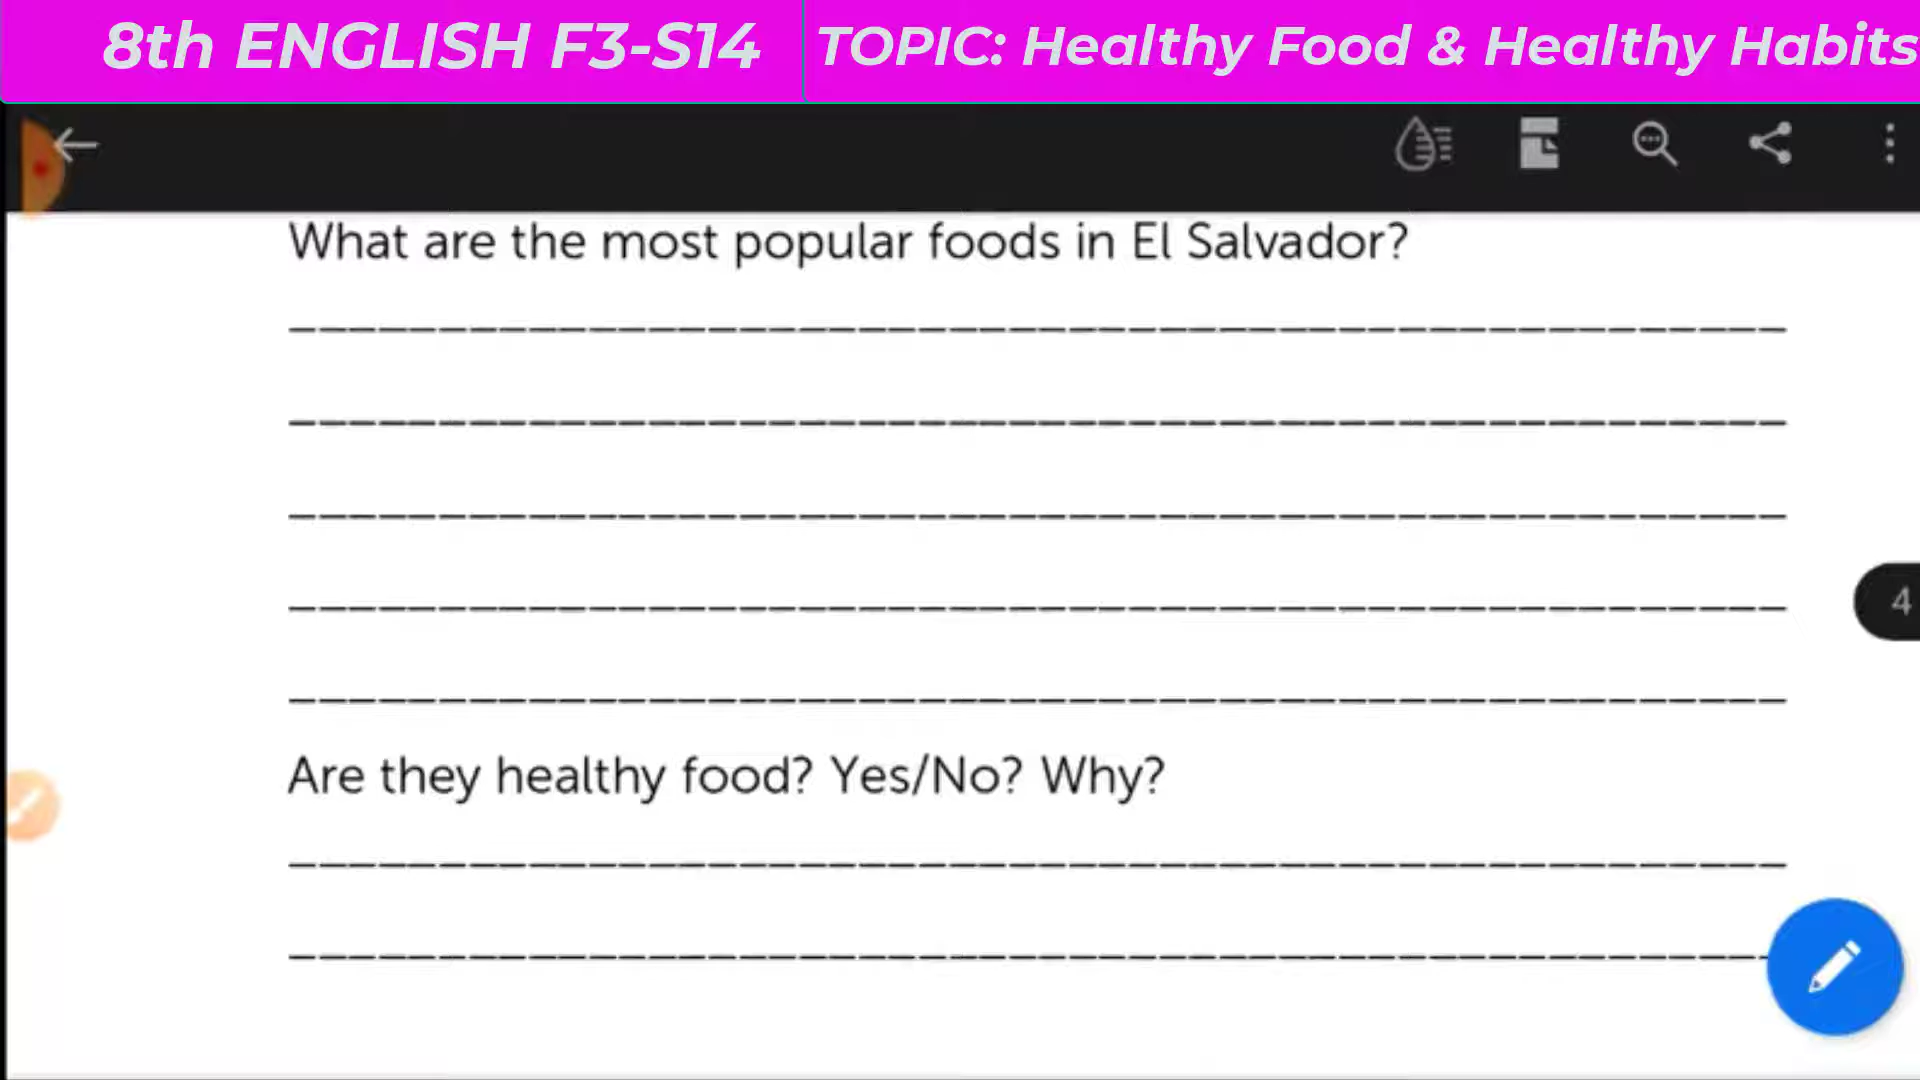 8th ENGLISH F3-S14
TOPIC: Healthy Food & Healthy Habits
What are the most popular foods in El Salvador?
4
Are they healthy food? Yes/No? Why?